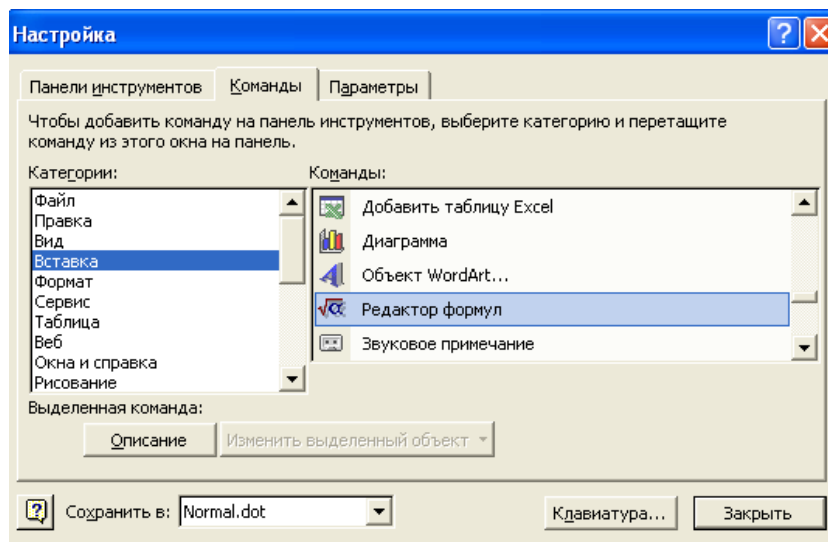 Настройка
Панели инструментов Команды Параметры
Чтобы добавить команду на панель инструментов, выберите категорию и перетащите
команду из этого окна на панель.
Категории: Команды:
Файл
Правка
Вид
Вставка
Формат
Сервис
Таблица
Веб
Окна и справка
Рисование
Добавить таблицу Excel
Диаграмма
Объект WordArt...
Редактор формул
Звуковое примечание
Выделенная команда:
Описание Изменить выделенный объект
Сохранить в: Normal.dot Клавиатура... Закрыть